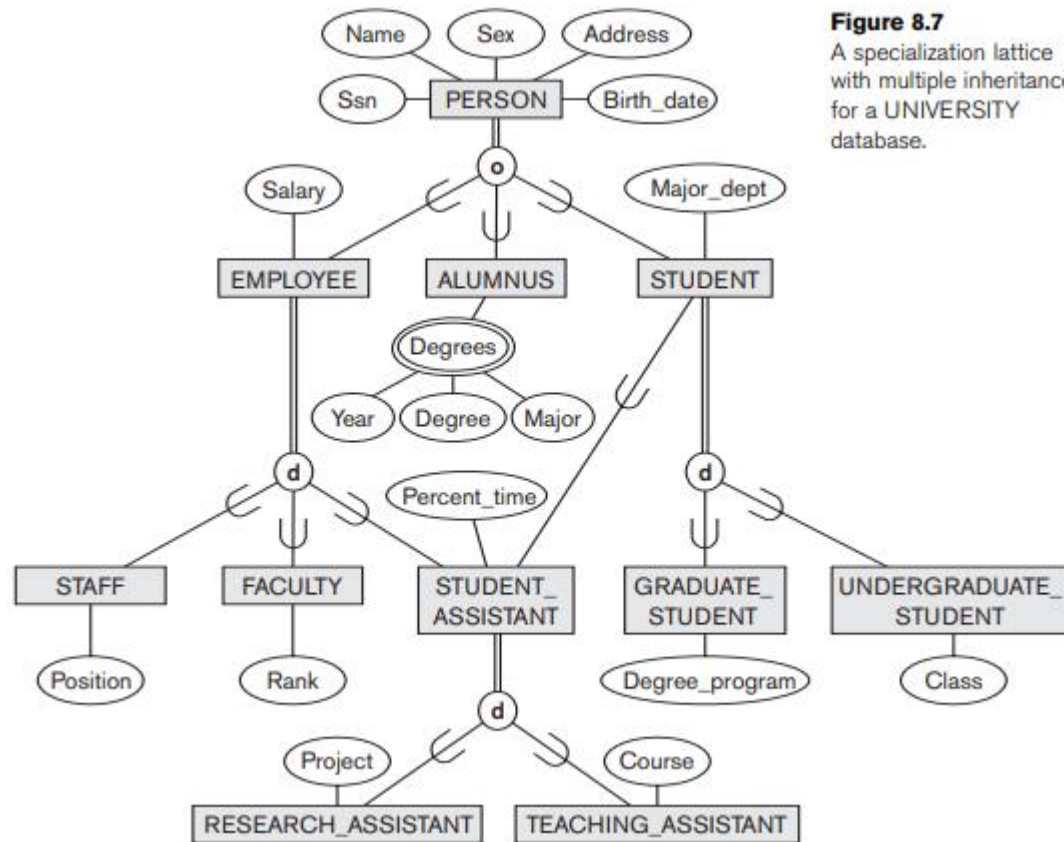 Figure 8.7
A specialization lattice
with multiple inheritance
for a UNIVERSITY
database.
Name
Sex
Address
Ssn
PERSON
Birth_date
o
Salary
Major_dept
EMPLOYEE
ALUMNUS
STUDENT
Degrees
Year
Degree
Major
d
d
Percent_time
STAFF
FACULTY
STUDENT_
ASSISTANT
GRADUATE_
STUDENT
UNDERGRADUATE_
STUDENT
Position
Rank
Degree_program
Class
d
Project
Course
RESEARCH_ASSISTANT
TEACHING_ASSISTANT